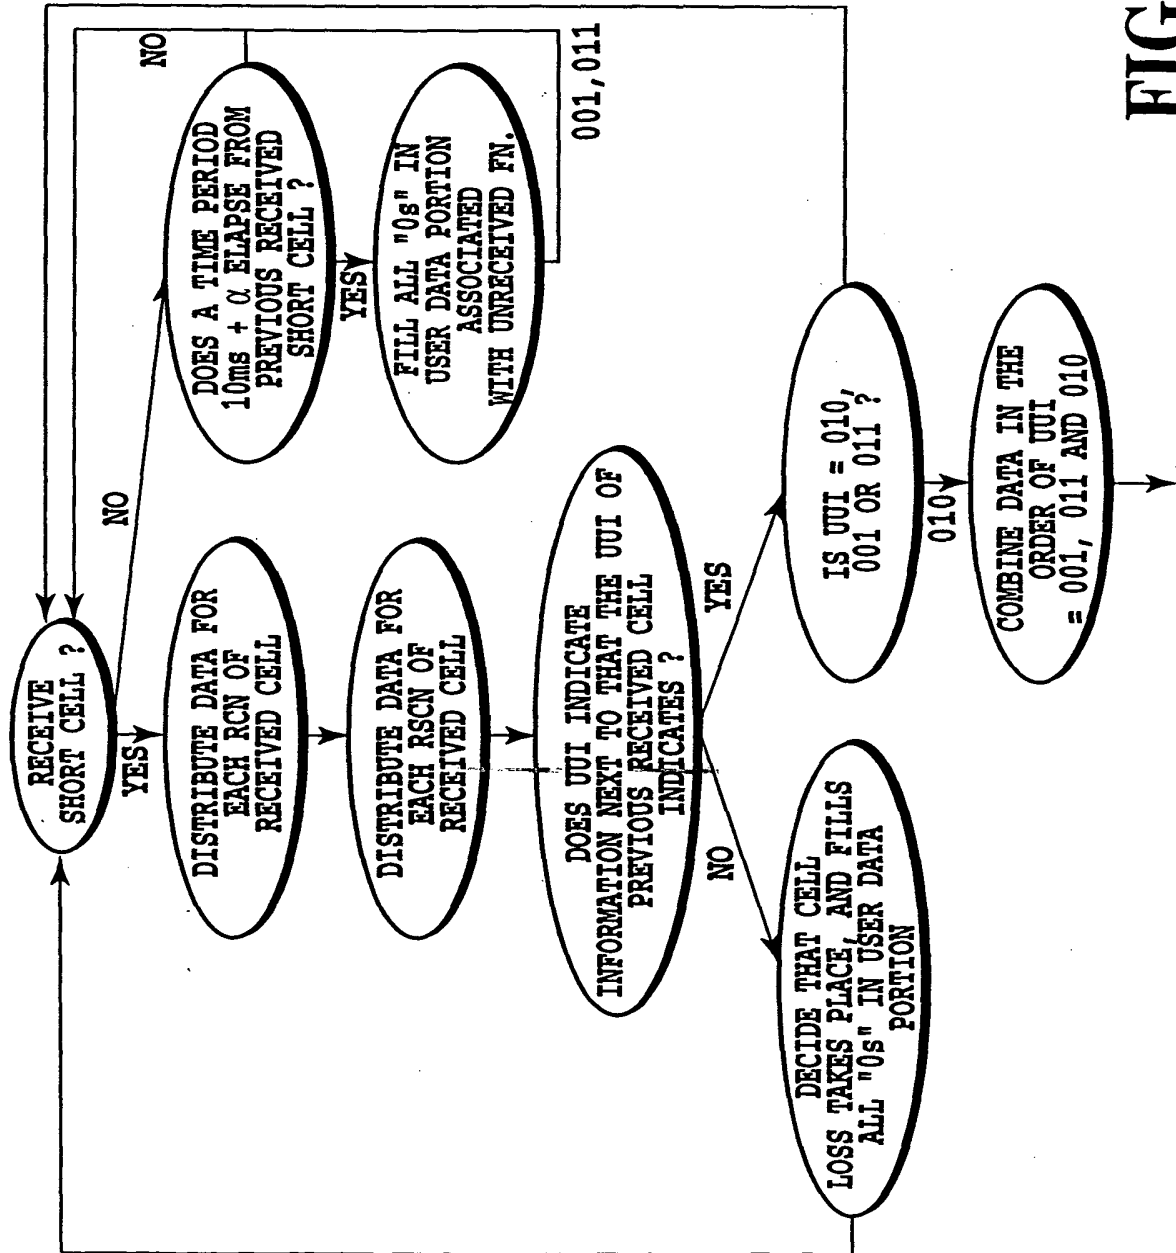 RECEIVE
SHORT CELL ?
YES
NO
DISTRIBUTE DATA FOR
EACH RCN OF
RECEIVED CELL
DISTRIBUTE DATA FOR
EACH RSCN OF
RECEIVED CELL
DOES UUI INDICATE
INFORMATION NEXT TO THAT THE UUI OF
PREVIOUS RECEIVED CELL
INDICATES ?
NO
YES
DECIDE THAT CELL
LOSS TAKES PLACE, AND FILLS
ALL "0s" IN USER DATA
PORTION
IS UUI = 010,
001 OR 011 ?
010
COMBINE DATA IN THE
ORDER OF UUI
= 001, 011 AND 010
DOES A TIME PERIOD
10ms + α ELAPSE FROM
PREVIOUS RECEIVED
SHORT CELL ?
NO
YES
FILL ALL "0s" IN
USER DATA PORTION
ASSOCIATED
WITH UNRECEIVED FN.
001,011
FIG